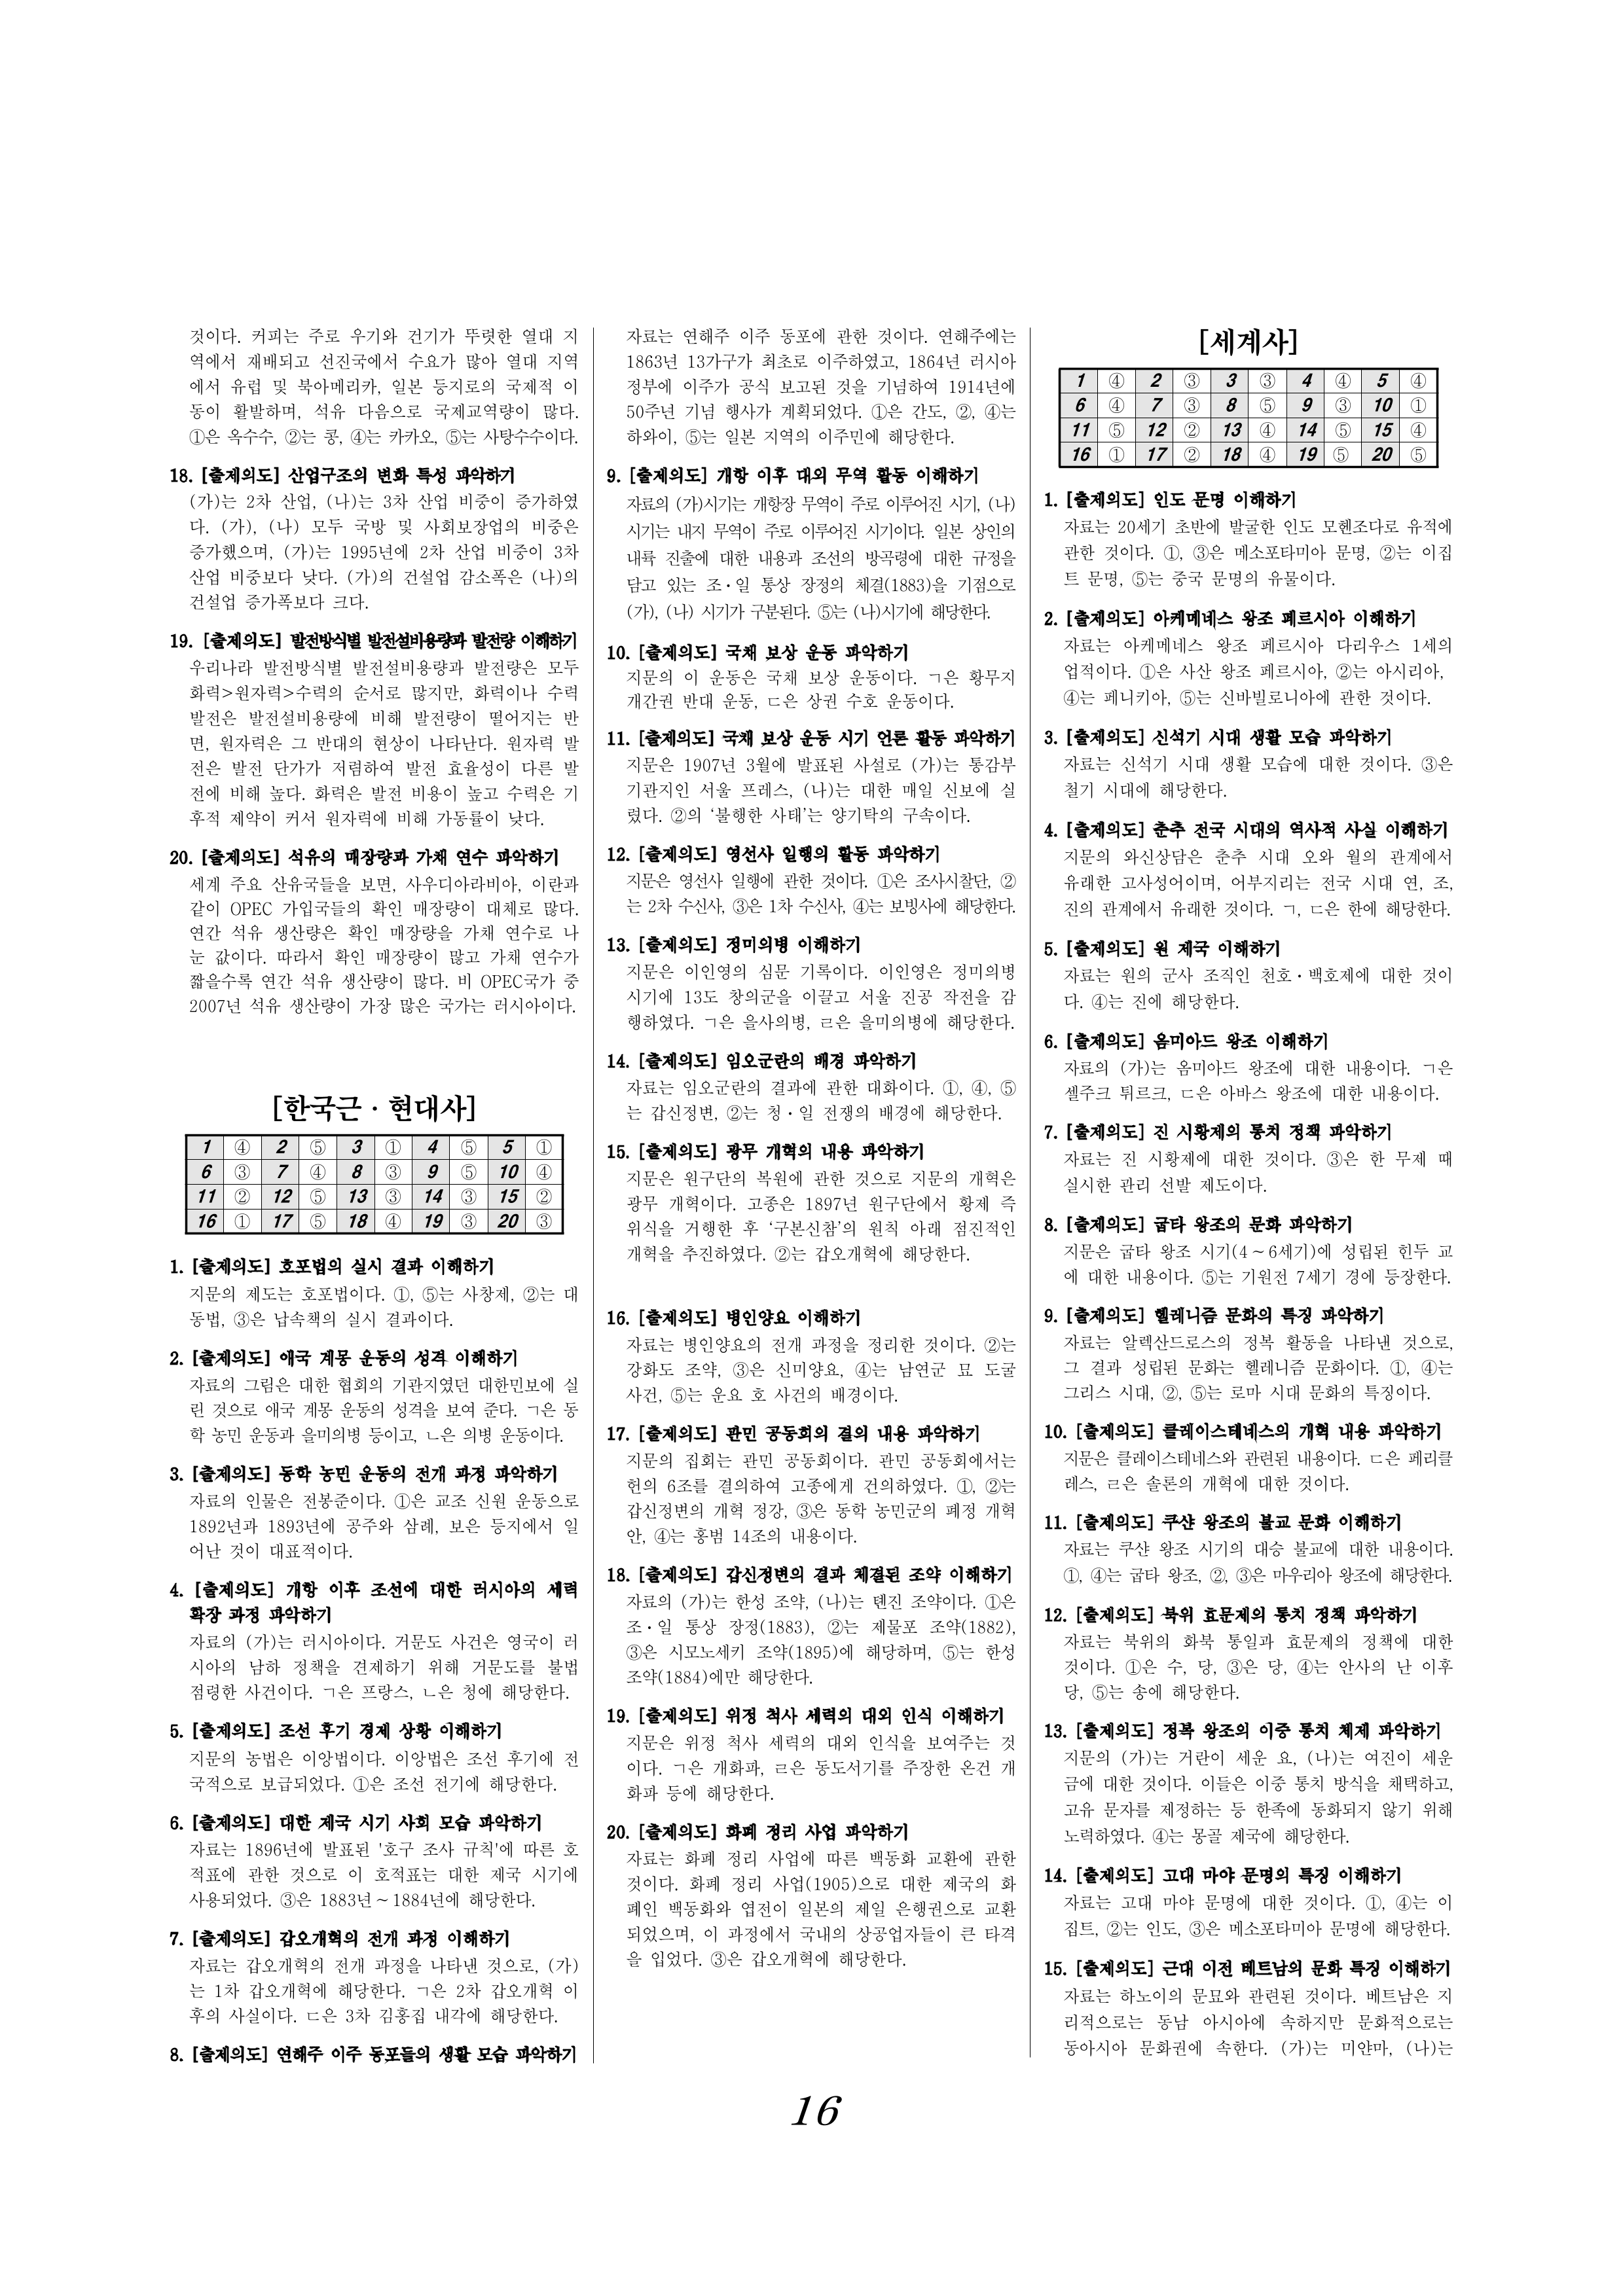 것이다. 커피는 주로 우기와 건기가 뚜렷한 열대 지
역에서 재배되고 선진국에서 수요가 많아 열대 지역
에서 유럽 및 북아메리카, 일본 등지로의 국제적 이
동이 활발하며, 석유 다음으로 국제교역량이 많다.
①은 옥수수, ②는 콩, ④는 카카오, ⑤는 사탕수수이다.
18. [출제의도] 산업구조의 변화 특성 파악하기
(가)는 2차 산업, (나)는 3차 산업 비중이 증가하였
다. (가), (나) 모두 국방 및 사회보장업의 비중은
증가했으며, (가)는 1995년에 2차 산업 비중이 3차
산업 비중보다 낮다. (가)의 건설업 감소폭은 (나)의
건설업 증가폭보다 크다.
19. [출제의도] 발전방식별 발전설비용량과 발전량 이해하기
우리나라 발전방식별 발전설비용량과 발전량은 모두
화력>원자력>수력의 순서로 많지만, 화력이나 수력
발전은 발전설비용량에 비해 발전량이 떨어지는 반
면, 원자력은 그 반대의 현상이 나타난다. 원자력 발
전은 발전 단가가 저렴하여 발전 효율성이 다른 발
전에 비해 높다. 화력은 발전 비용이 높고 수력은 기
후적 제약이 커서 원자력에 비해 가동률이 낮다.
20. [출제의도] 석유의 매장량과 가채 연수 파악하기
세계 주요 산유국들을 보면, 사우디아라비아, 이란과
같이 OPEC 가입국들의 확인 매장량이 대체로 많다.
연간 석유 생산량은 확인 매장량을 가채 연수로 나
눈 값이다. 따라서 확인 매장량이 많고 가채 연수가
짧을수록 연간 석유 생산량이 많다. 비 OPEC국가 중
2007년 석유 생산량이 가장 많은 국가는 러시아이다.
[한국근 · 현대사]
1 ④ 2 ⑤ 3 ① 4 ⑤ 5 ①
6 ③ 7 ④ 8 ③ 9 ⑤ 10 ④
11 ② 12 ⑤ 13 ③ 14 ③ 15 ②
16 ① 17 ⑤ 18 ④ 19 ③ 20 ③
1. [출제의도] 호포법의 실시 결과 이해하기
지문의 제도는 호포법이다. ①, ⑤는 사창제, ②는 대
동법, ③은 납속책의 실시 결과이다.
2. [출제의도] 애국 계몽 운동의 성격 이해하기
자료의 그림은 대한 협회의 기관지였던 대한민보에 실
린 것으로 애국 계몽 운동의 성격을 보여 준다. ㄱ은 동
학 농민 운동과 을미의병 등이고, ㄴ은 의병 운동이다.
3. [출제의도] 동학 농민 운동의 전개 과정 파악하기
자료의 인물은 전봉준이다. ①은 교조 신원 운동으로
1892년과 1893년에 공주와 삼례, 보은 등지에서 일
어난 것이 대표적이다.
4. [출제의도] 개항 이후 조선에 대한 러시아의 세력
확장 과정 파악하기
자료의 (가)는 러시아이다. 거문도 사건은 영국이 러
시아의 남하 정책을 견제하기 위해 거문도를 불법
점령한 사건이다. ㄱ은 프랑스, ㄴ은 청에 해당한다.
5. [출제의도] 조선 후기 경제 상황 이해하기
지문의 농법은 이앙법이다. 이앙법은 조선 후기에 전
국적으로 보급되었다. ①은 조선 전기에 해당한다.
6. [출제의도] 대한 제국 시기 사회 모습 파악하기
자료는 1896년에 발표된 '호구 조사 규칙'에 따른 호
적표에 관한 것으로 이 호적표는 대한 제국 시기에
사용되었다. ③은 1883년~1884년에 해당한다.
7. [출제의도] 갑오개혁의 전개 과정 이해하기
자료는 갑오개혁의 전개 과정을 나타낸 것으로, (가)
는 1차 갑오개혁에 해당한다. ㄱ은 2차 갑오개혁 이
후의 사실이다. ㄷ은 3차 김홍집 내각에 해당한다.
8. [출제의도] 연해주 이주 동포들의 생활 모습 파악하기
자료는 연해주 이주 동포에 관한 것이다. 연해주에는
1863년 13가구가 최초로 이주하였고, 1864년 러시아
정부에 이주가 공식 보고된 것을 기념하여 1914년에
50주년 기념 행사가 계획되었다. ①은 간도, ②, ④는
하와이, ⑤는 일본 지역의 이주민에 해당한다.
9. [출제의도] 개항 이후 대외 무역 활동 이해하기
자료의 (가)시기는 개항장 무역이 주로 이루어진 시기, (나)
시기는 내지 무역이 주로 이루어진 시기이다. 일본 상인의
내륙 진출에 대한 내용과 조선의 방곡령에 대한 규정을
담고 있는 조·일 통상 장정의 체결(1883)을 기점으로
(가), (나) 시기가 구분된다. ⑤는 (나)시기에 해당한다.
10. [출제의도] 국채 보상 운동 파악하기
지문의 이 운동은 국채 보상 운동이다. ㄱ은 황무지
개간권 반대 운동, ㄷ은 상권 수호 운동이다.
11. [출제의도] 국채 보상 운동 시기 언론 활동 파악하기
지문은 1907년 3월에 발표된 사설로 (가)는 통감부
기관지인 서울 프레스, (나)는 대한 매일 신보에 실
렸다. ②의 '불행한 사태'는 양기탁의 구속이다.
12. [출제의도] 영선사 일행의 활동 파악하기
지문은 영선사 일행에 관한 것이다. ①은 조사시찰단, ②
는 2차 수신사, ③은 1차 수신사, ④는 보빙사에 해당한다.
13. [출제의도] 정미의병 이해하기
지문은 이인영의 심문 기록이다. 이인영은 정미의병
시기에 13도 창의군을 이끌고 서울 진공 작전을 감
행하였다. ㄱ은 을사의병, ㄹ은 을미의병에 해당한다.
14. [출제의도] 임오군란의 배경 파악하기
자료는 임오군란의 결과에 관한 대화이다. ①, ④, ⑤
는 갑신정변, ②는 청·일 전쟁의 배경에 해당한다.
15. [출제의도] 광무 개혁의 내용 파악하기
지문은 원구단의 복원에 관한 것으로 지문의 개혁은
광무 개혁이다. 고종은 1897년 원구단에서 황제 즉
위식을 거행한 후 '구본신참'의 원칙 아래 점진적인
개혁을 추진하였다. ②는 갑오개혁에 해당한다.
16. [출제의도] 병인양요 이해하기
자료는 병인양요의 전개 과정을 정리한 것이다. ②는
강화도 조약, ③은 신미양요, ④는 남연군 묘 도굴
사건, ⑤는 운요 호 사건의 배경이다.
17. [출제의도] 관민 공동회의 결의 내용 파악하기
지문의 집회는 관민 공동회이다. 관민 공동회에서는
헌의 6조를 결의하여 고종에게 건의하였다. ①, ②는
갑신정변의 개혁 정강, ③은 동학 농민군의 폐정 개혁
안, ④는 홍범 14조의 내용이다.
18. [출제의도] 갑신정변의 결과 체결된 조약 이해하기
자료의 (가)는 한성 조약, (나)는 톈진 조약이다. ①은
조·일 통상 장정(1883), ②는 제물포 조약(1882),
③은 시모노세키 조약(1895)에 해당하며, ⑤는 한성
조약(1884)에만 해당한다.
19. [출제의도] 위정 척사 세력의 대외 인식 이해하기
지문은 위정 척사 세력의 대외 인식을 보여주는 것
이다. ㄱ은 개화파, ㄹ은 동도서기를 주장한 온건 개
화파 등에 해당한다.
20. [출제의도] 화폐 정리 사업 파악하기
자료는 화폐 정리 사업에 따른 백동화 교환에 관한
것이다. 화폐 정리 사업(1905)으로 대한 제국의 화
폐인 백동화와 엽전이 일본의 제일 은행권으로 교환
되었으며, 이 과정에서 국내의 상공업자들이 큰 타격
을 입었다. ③은 갑오개혁에 해당한다.
[세계사]
1 ④ 2 ③ 3 ③ 4 ④ 5 ④
6 ④ 7 ③ 8 ⑤ 9 ③ 10 ①
11 ⑤ 12 ② 13 ④ 14 ⑤ 15 ④
16 ① 17 ② 18 ④ 19 ⑤ 20 ⑤
1. [출제의도] 인도 문명 이해하기
자료는 20세기 초반에 발굴한 인도 모헨조다로 유적에
관한 것이다. ①, ③은 메소포타미아 문명, ②는 이집
트 문명, ⑤는 중국 문명의 유물이다.
2. [출제의도] 아케메네스 왕조 페르시아 이해하기
자료는 아케메네스 왕조 페르시아 다리우스 1세의
업적이다. ①은 사산 왕조 페르시아, ②는 아시리아,
④는 페니키아, ⑤는 신바빌로니아에 관한 것이다.
3. [출제의도] 신석기 시대 생활 모습 파악하기
자료는 신석기 시대 생활 모습에 대한 것이다. ③은
철기 시대에 해당한다.
4. [출제의도] 춘추 전국 시대의 역사적 사실 이해하기
지문의 와신상담은 춘추 시대 오와 월의 관계에서
유래한 고사성어이며, 어부지리는 전국 시대 연, 조,
진의 관계에서 유래한 것이다. ㄱ, ㄷ은 한에 해당한다.
5. [출제의도] 원 제국 이해하기
자료는 원의 군사 조직인 천호·백호제에 대한 것이
다. ④는 진에 해당한다.
6. [출제의도] 옴미아드 왕조 이해하기
자료의 (가)는 옴미아드 왕조에 대한 내용이다. ㄱ은
셀주크 튀르크, ㄷ은 아바스 왕조에 대한 내용이다.
7. [출제의도] 진 시황제의 통치 정책 파악하기
자료는 진 시황제에 대한 것이다. ③은 한 무제 때
실시한 관리 선발 제도이다.
8. [출제의도] 굽타 왕조의 문화 파악하기
지문은 굽타 왕조 시기(4~6세기)에 성립된 힌두 교
에 대한 내용이다. ⑤는 기원전 7세기 경에 등장한다.
9. [출제의도] 헬레니즘 문화의 특징 파악하기
자료는 알렉산드로스의 정복 활동을 나타낸 것으로,
그 결과 성립된 문화는 헬레니즘 문화이다. ①, ④는
그리스 시대, ②, ⑤는 로마 시대 문화의 특징이다.
10. [출제의도] 클레이스테네스의 개혁 내용 파악하기
지문은 클레이스테네스와 관련된 내용이다. ㄷ은 페리클
레스, ㄹ은 솔론의 개혁에 대한 것이다.
11. [출제의도] 쿠샨 왕조의 불교 문화 이해하기
자료는 쿠샨 왕조 시기의 대승 불교에 대한 내용이다.
①, ④는 굽타 왕조, ②, ③은 마우리아 왕조에 해당한다.
12. [출제의도] 북위 효문제의 통치 정책 파악하기
자료는 북위의 화북 통일과 효문제의 정책에 대한
것이다. ①은 수, 당, ③은 당, ④는 안사의 난 이후
당, ⑤는 송에 해당한다.
13. [출제의도] 정복 왕조의 이중 통치 체제 파악하기
지문의 (가)는 거란이 세운 요, (나)는 여진이 세운
금에 대한 것이다. 이들은 이중 통치 방식을 채택하고,
고유 문자를 제정하는 등 한족에 동화되지 않기 위해
노력하였다. ④는 몽골 제국에 해당한다.
14. [출제의도] 고대 마야 문명의 특징 이해하기
자료는 고대 마야 문명에 대한 것이다. ①, ④는 이
집트, ②는 인도, ③은 메소포타미아 문명에 해당한다.
15. [출제의도] 근대 이전 베트남의 문화 특징 이해하기
자료는 하노이의 문묘와 관련된 것이다. 베트남은 지
리적으로는 동남 아시아에 속하지만 문화적으로는
동아시아 문화권에 속한다. (가)는 미얀마, (나)는
16